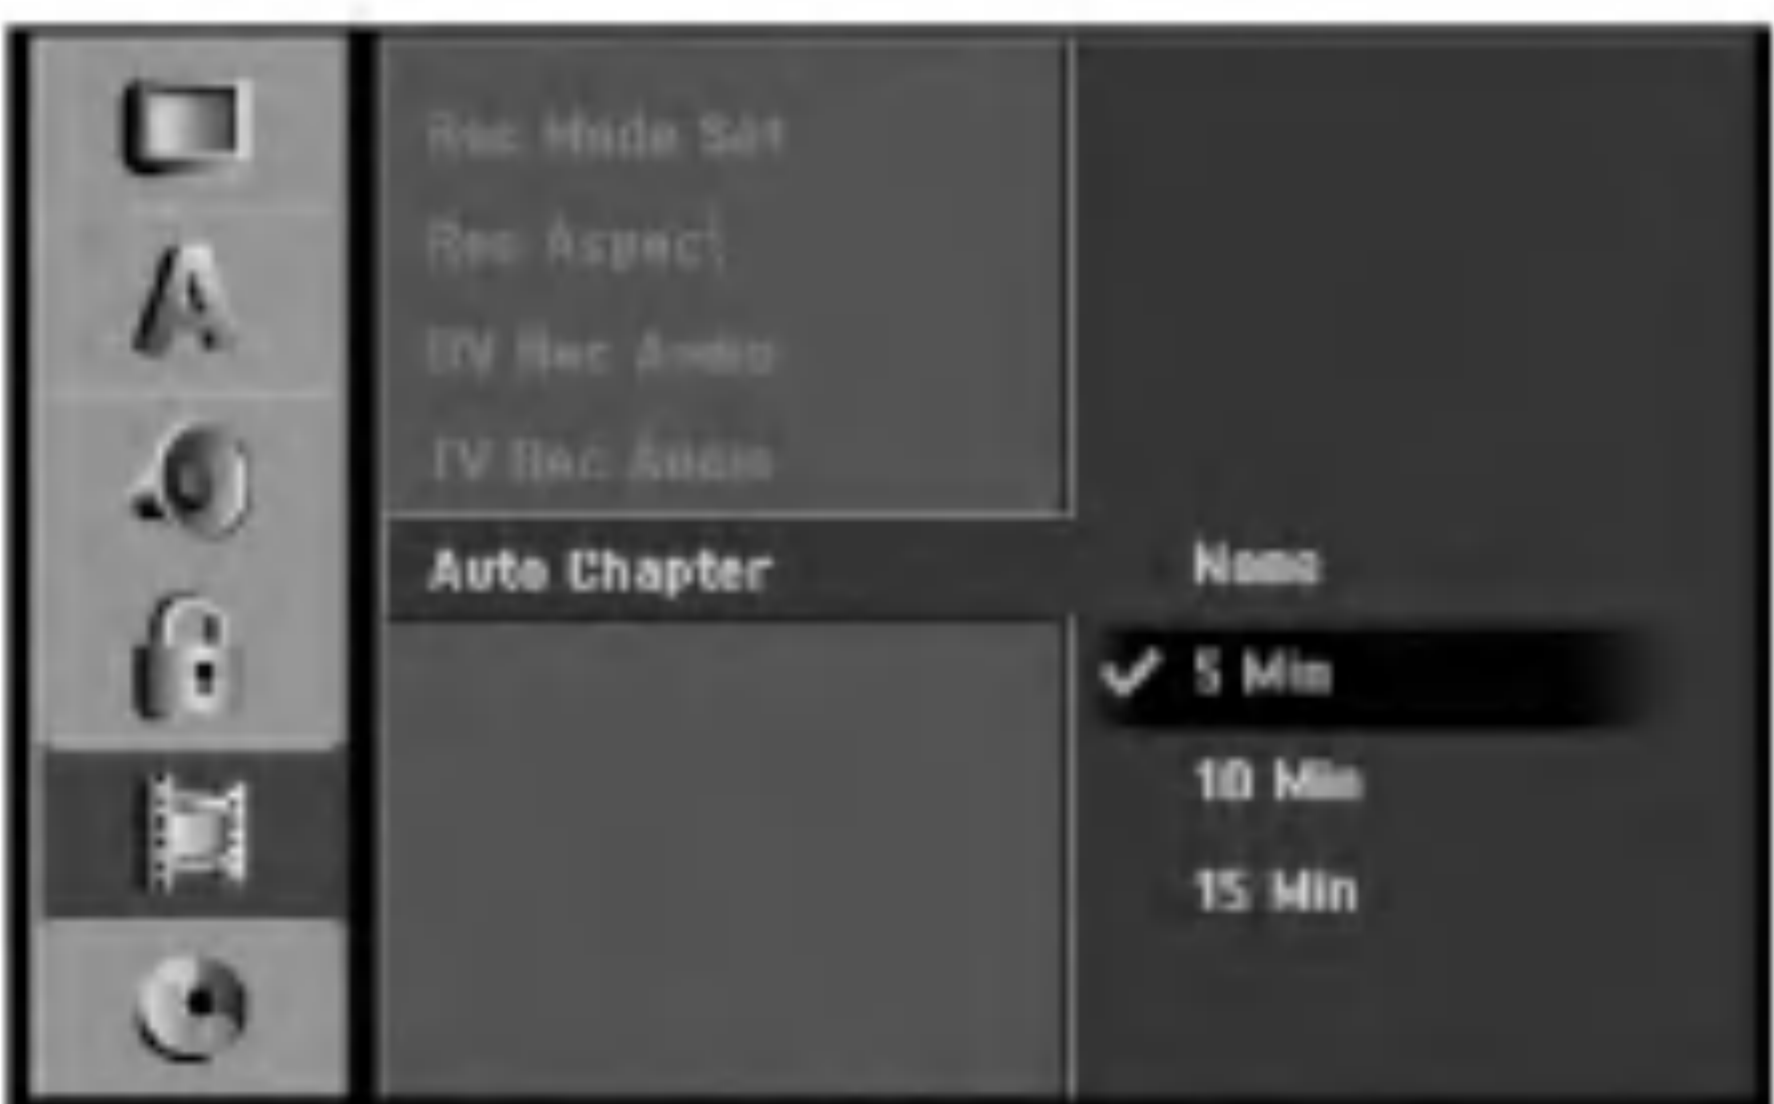 Rec Mode Set
Rec Aspect
DV Rec Audio
TV Rec Audio
Auto Chapter
None
5 Min
10 Min
15 Min